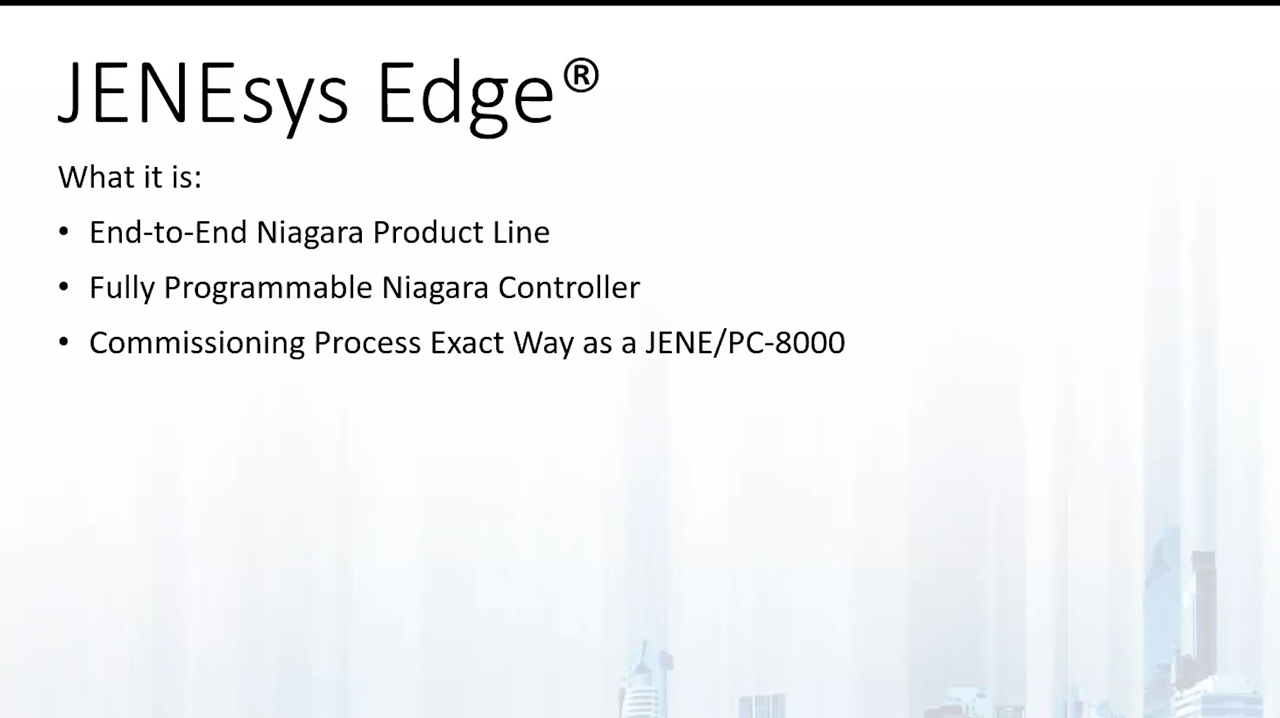 JENEsys Edge®
What it is:
• End-to-End Niagara Product Line
• Fully Programmable Niagara Controller
• Commissioning Process Exact Way as a JENE/PC-8000